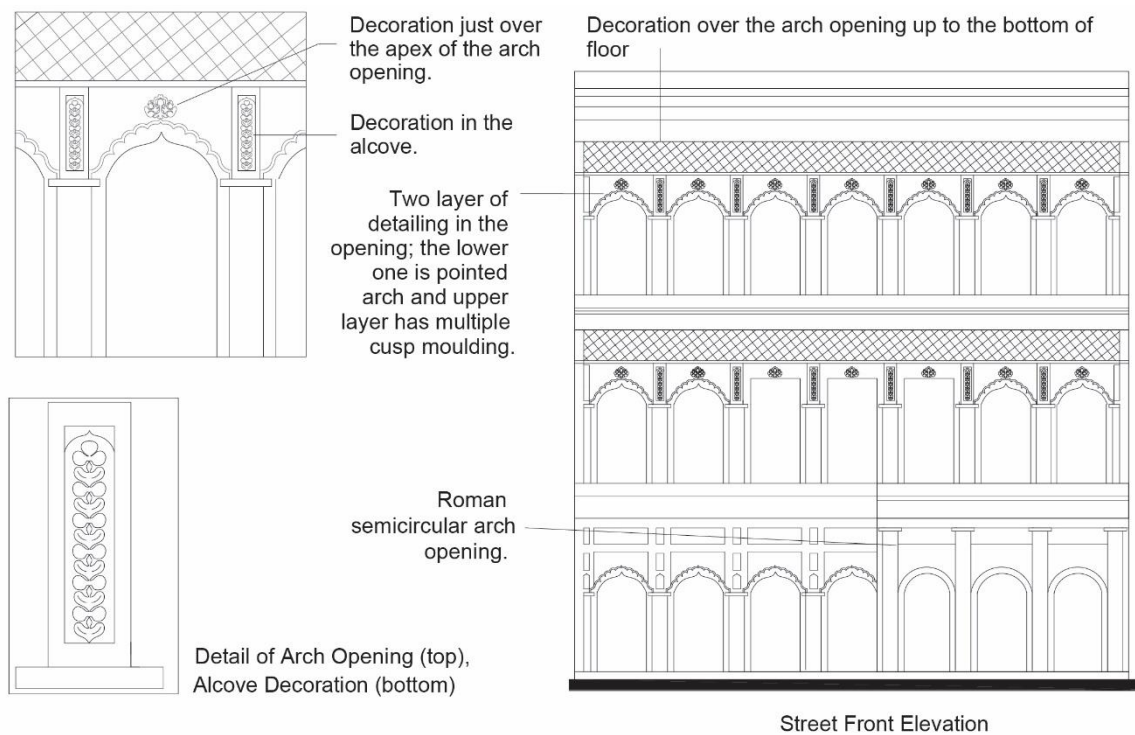 Decoration just over
the apex of the arch
opening.
Decoration in the
alcove.
Decoration over the arch opening up to the bottom of
floor
Two layer of
detailing in the
opening; the lower
one is pointed
arch and upper
layer has multiple
cusp moulding.
Roman
semicircular arch
opening.
Detail of Arch Opening (top),
Alcove Decoration (bottom)
Street Front Elevation